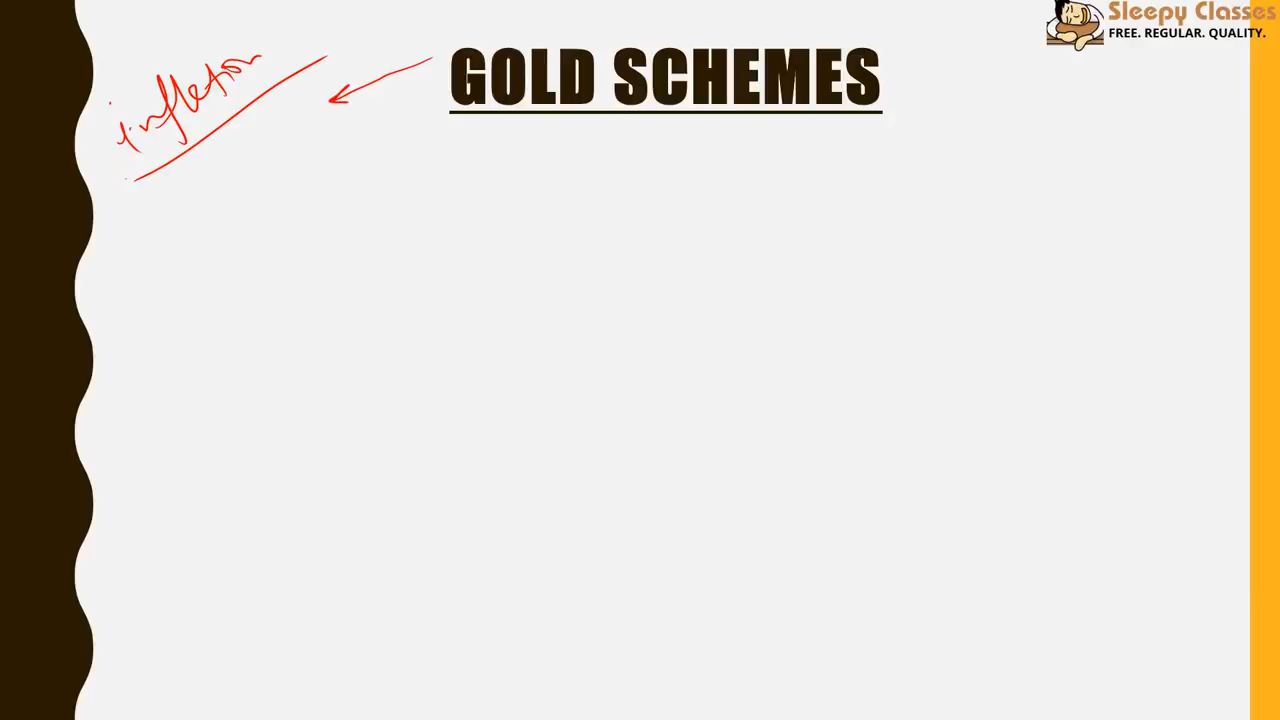 Sleepy Classes
FREE. REGULAR. QUALITY.
GOLD SCHEMES
inflation